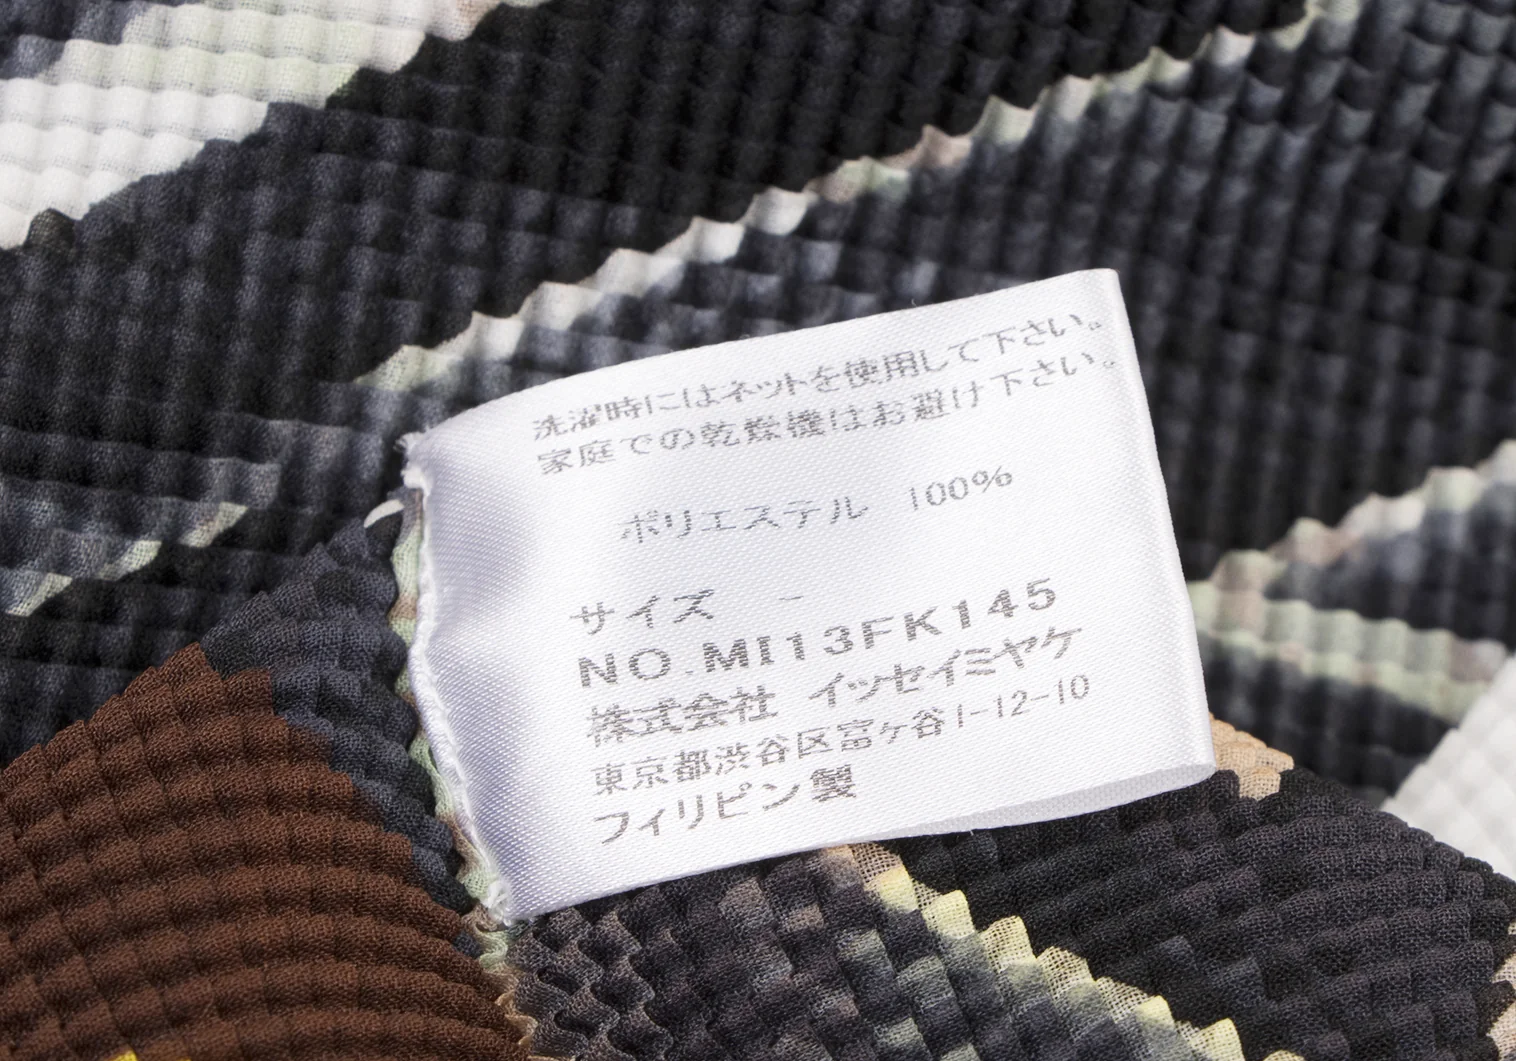 洗濯時にはネットを使用して下さい。
家庭での乾燥機はお避け下さい。
ポリエステル 100%
サイズ -
NO.MI13FK145
株式会社 イッセイミヤケ
東京都渋谷区富ヶ谷1-12-10
フィリピン製